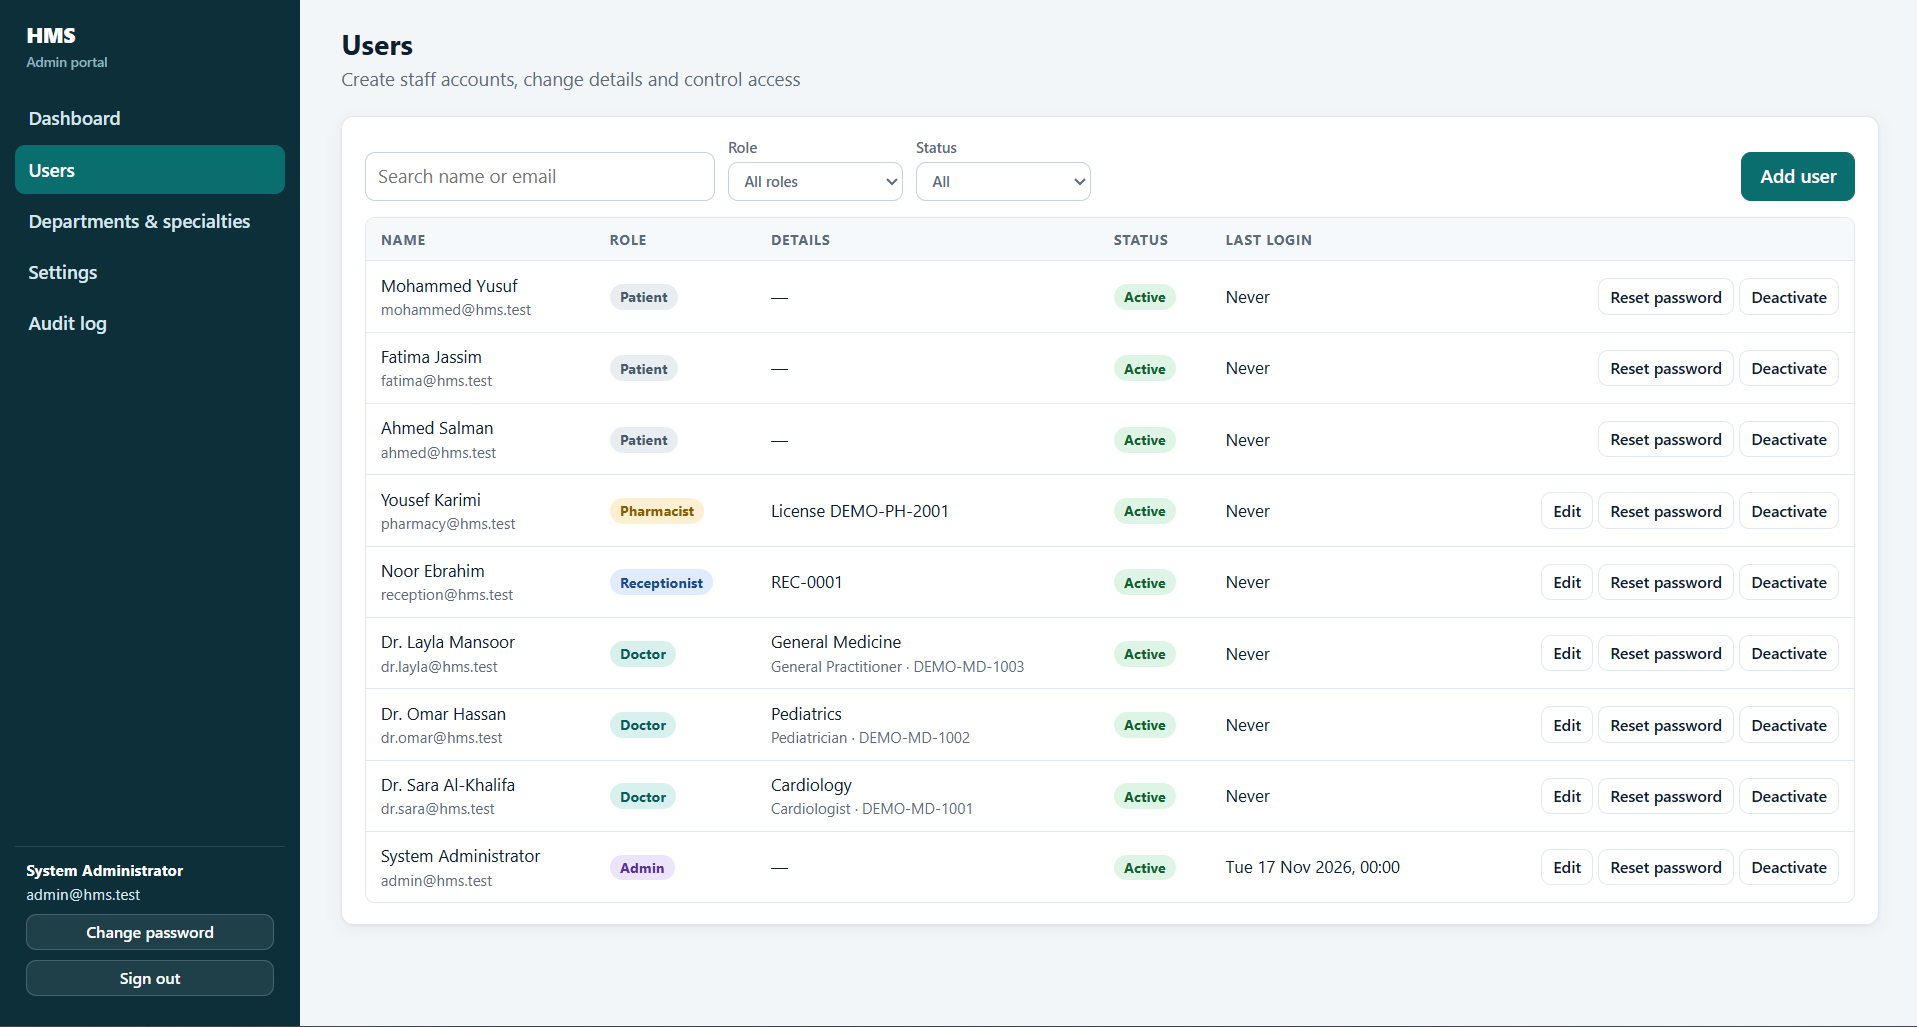 HMS
Admin portal
Dashboard
Users
Departments & specialties
Settings
Audit log
System Administrator
admin@hms.test
Change password
Sign out
Users
Create staff accounts, change details and control access
Search name or email
Role
All roles
Status
All
Add user
NAME ROLE DETAILS STATUS LAST LOGIN
Mohammed Yusuf
mohammed@hms.test
Patient — Active Never Reset password Deactivate
Fatima Jassim
fatima@hms.test
Patient — Active Never Reset password Deactivate
Ahmed Salman
ahmed@hms.test
Patient — Active Never Reset password Deactivate
Yousef Karimi
pharmacy@hms.test
Pharmacist License DEMO-PH-2001 Active Never Edit Reset password Deactivate
Noor Ebrahim
reception@hms.test
Receptionist REC-0001 Active Never Edit Reset password Deactivate
Dr. Layla Mansoor
dr.layla@hms.test
Doctor
General Medicine
General Practitioner · DEMO-MD-1003
Active Never Edit Reset password Deactivate
Dr. Omar Hassan
dr.omar@hms.test
Doctor
Pediatrics
Pediatrician · DEMO-MD-1002
Active Never Edit Reset password Deactivate
Dr. Sara Al-Khalifa
dr.sara@hms.test
Doctor
Cardiology
Cardiologist · DEMO-MD-1001
Active Never Edit Reset password Deactivate
System Administrator
admin@hms.test
Admin — Active Tue 17 Nov 2026, 00:00 Edit Reset password Deactivate